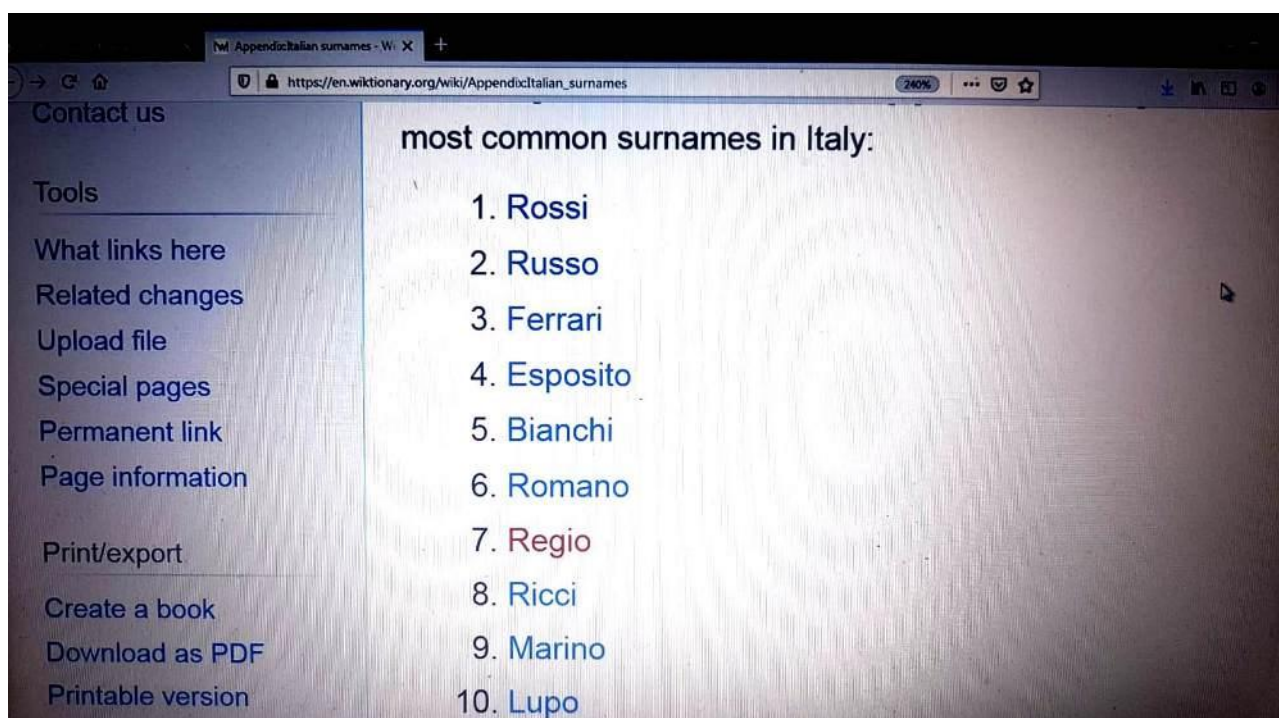 Appendix:Italian surnames - Wi
https://en.wiktionary.org/wiki/Appendix:Italian_surnames
240%
Contact us
Tools
What links here
Related changes
Upload file
Special pages
Permanent link
Page information
Print/export
Create a book
Download as PDF
Printable version
most common surnames in Italy:
1. Rossi
2. Russo
3. Ferrari
4. Esposito
5. Bianchi
6. Romano
7. Regio
8. Ricci
9. Marino
10. Lupo